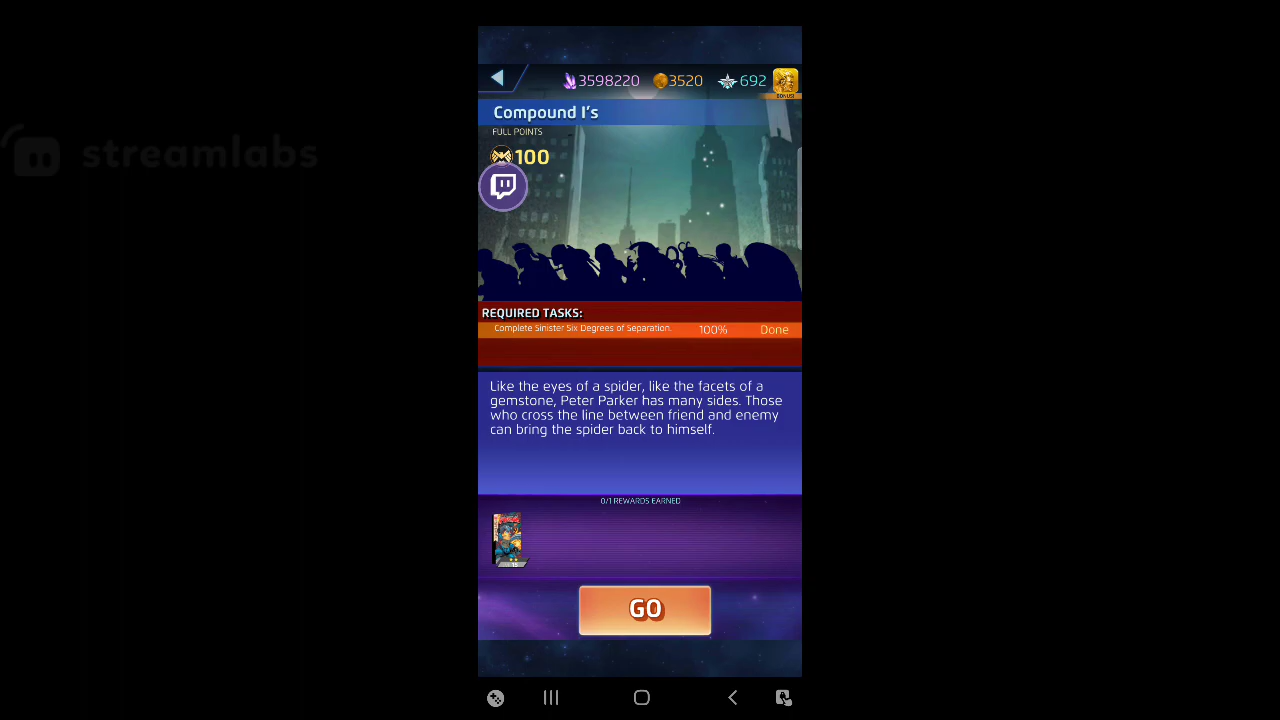 streamlabs
3598220 3520 692
BONUS!
Compound I's
FULL POINTS
100
REQUIRED TASKS:
Complete Sinister Six Degrees of Separation. 100% Done
Like the eyes of a spider, like the facets of a
gemstone, Peter Parker has many sides. Those
who cross the line between friend and enemy
can bring the spider back to himself.
0/1 REWARDS EARNED
GO